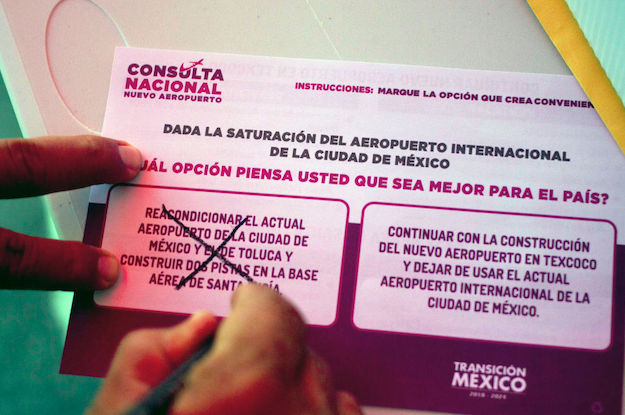 CONSULTA
NACIONAL
NUEVO AEROPUERTO
INSTRUCCIONES: MARQUE LA OPCIÓN QUE CREA CONVENIEN
DADA LA SATURACIÓN DEL AEROPUERTO INTERNACIONAL
DE LA CIUDAD DE MÉXICO
UÁL OPCIÓN PIENSA USTED QUE SEA MEJOR PARA EL PAÍS?
REACONDICIONAR EL ACTUAL
AEROPUERTO DE LA CIUDAD DE
MÉXICO Y EL DE TOLUCA Y
CONSTRUIR DOS PISTAS EN LA BASE
AÉREA DE SANTA LUCÍA.
CONTINUAR CON LA CONSTRUCCIÓN
DEL NUEVO AEROPUERTO EN TEXCOCO
Y DEJAR DE USAR EL ACTUAL
AEROPUERTO INTERNACIONAL DE LA
CIUDAD DE MÉXICO.
TRANSICIÓN
MÉXICO
2018 - 2024